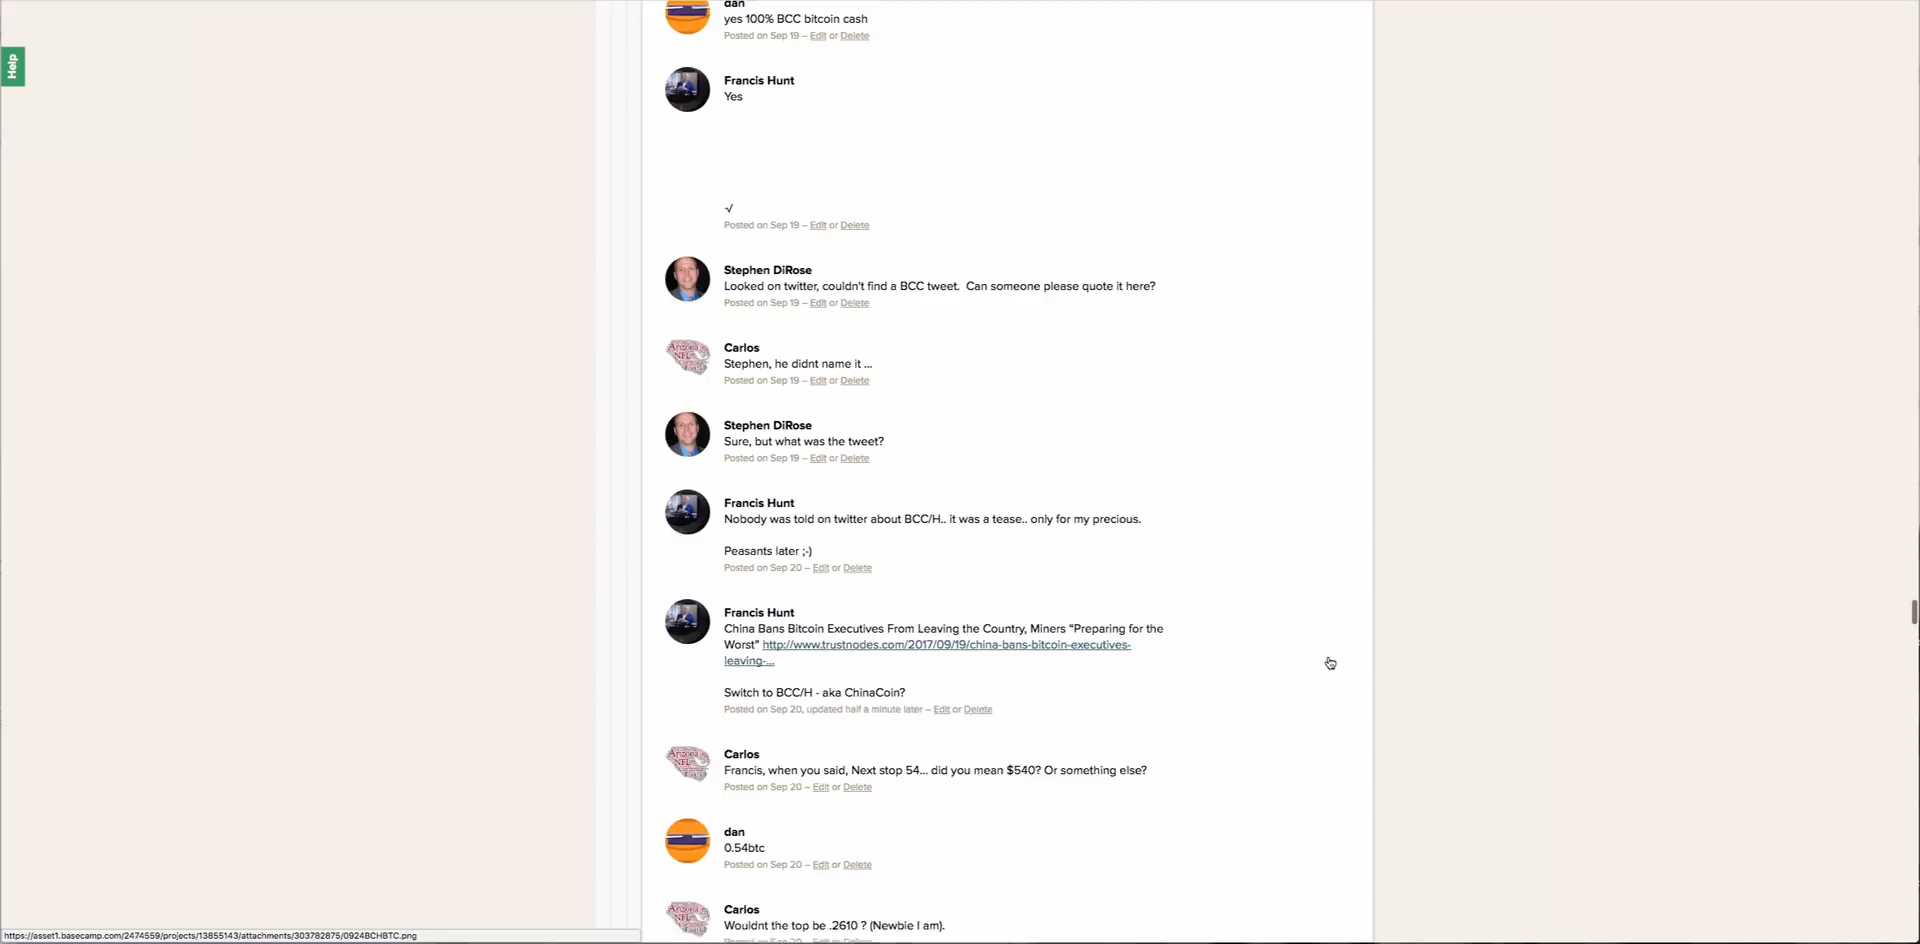 dan
yes 100% BCC bitcoin cash
Posted on Sep 19 – Edit or Delete
Help
Francis Hunt
Yes
√
Posted on Sep 19 – Edit or Delete
Stephen DiRose
Looked on twitter, couldn't find a BCC tweet.  Can someone please quote it here?
Posted on Sep 19 – Edit or Delete
Carlos
Stephen, he didnt name it ...
Posted on Sep 19 – Edit or Delete
Stephen DiRose
Sure, but what was the tweet?
Posted on Sep 19 – Edit or Delete
Francis Hunt
Nobody was told on twitter about BCC/H.. it was a tease.. only for my precious.
Peasants later ;-)
Posted on Sep 20 – Edit or Delete
Francis Hunt
China Bans Bitcoin Executives From Leaving the Country, Miners “Preparing for the
Worst” http://www.trustnodes.com/2017/09/19/china-bans-bitcoin-executives-
leaving-...
Switch to BCC/H - aka ChinaCoin?
Posted on Sep 20, updated half a minute later – Edit or Delete
Carlos
Francis, when you said, Next stop 54... did you mean $540? Or something else?
Posted on Sep 20 – Edit or Delete
dan
0.54btc
Posted on Sep 20 – Edit or Delete
Carlos
Wouldnt the top be .2610 ? (Newbie I am).
Posted on Sep 20 – Edit or Delete
https://asset1.basecamp.com/2474559/projects/13855143/attachments/303782875/0924BCHBTC.png